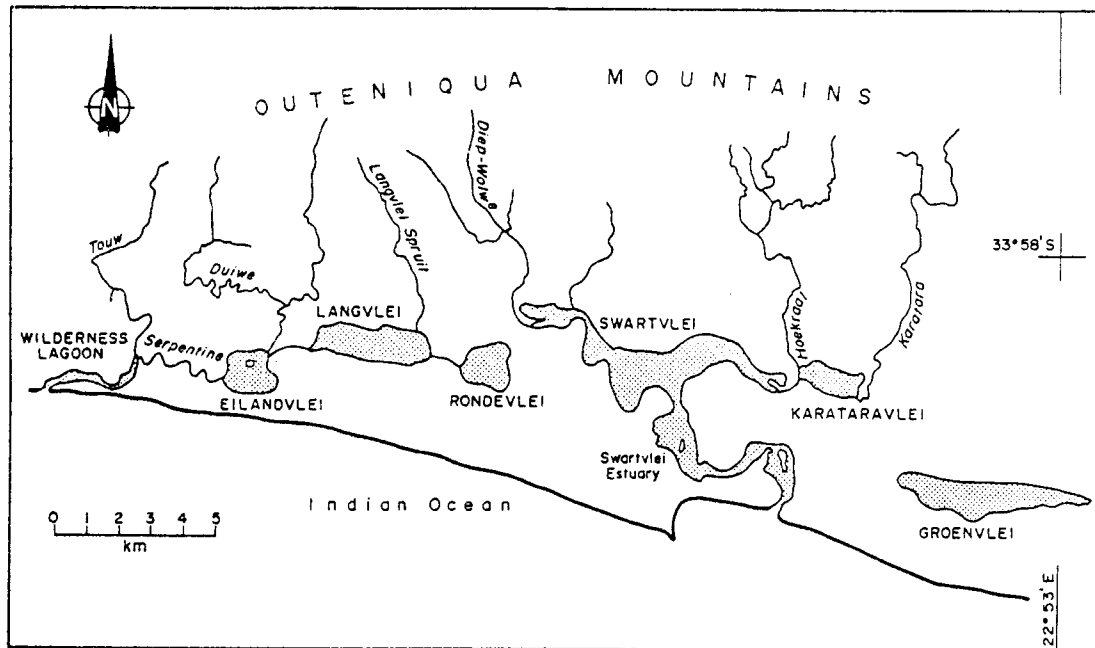 OUTENIQUA MOUNTAINS
N
Diep-Wolwe
Langvlei Spruit
Touw
Duiwe
33°58'S
Hoekraal
Karatara
LANGVLEI
SWARTVLEI
WILDERNESS
LAGOON
Serpentine
EILANDVLEI
RONDEVLEI
KARATARAVLEI
Swartvlei
Estuary
Indian Ocean
0 1 2 3 4 5
km
GROENVLEI
22°53'E